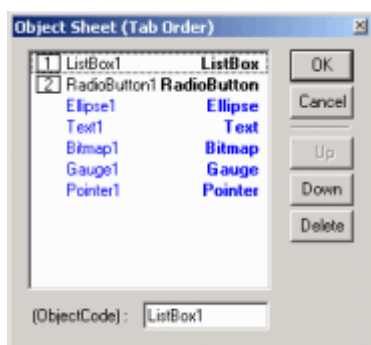 Object Sheet (Tab Order)
1 ListBox1 ListBox
2 RadioButton1 RadioButton
Ellipse1 Ellipse
Text1 Text
Bitmap1 Bitmap
Gauge1 Gauge
Pointer1 Pointer
OK
Cancel
Up
Down
Delete
(ObjectCode) : ListBox1